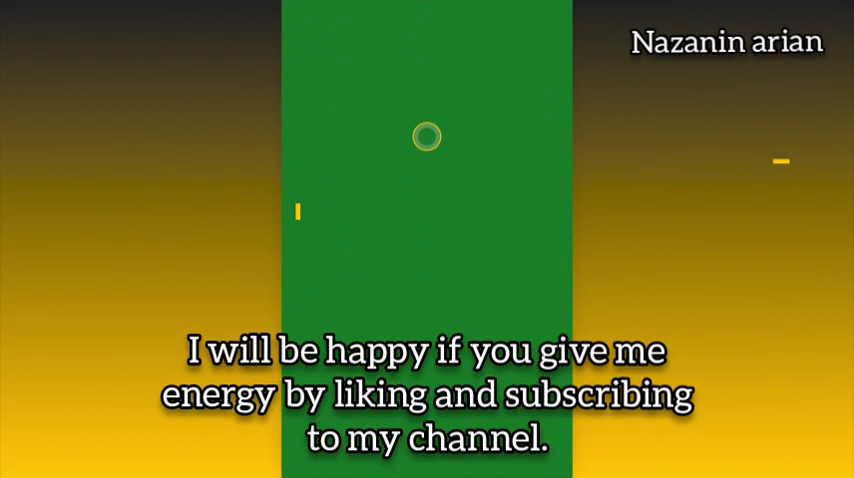 Nazanin arian
I will be happy if you give me
energy by liking and subscribing
to my channel.